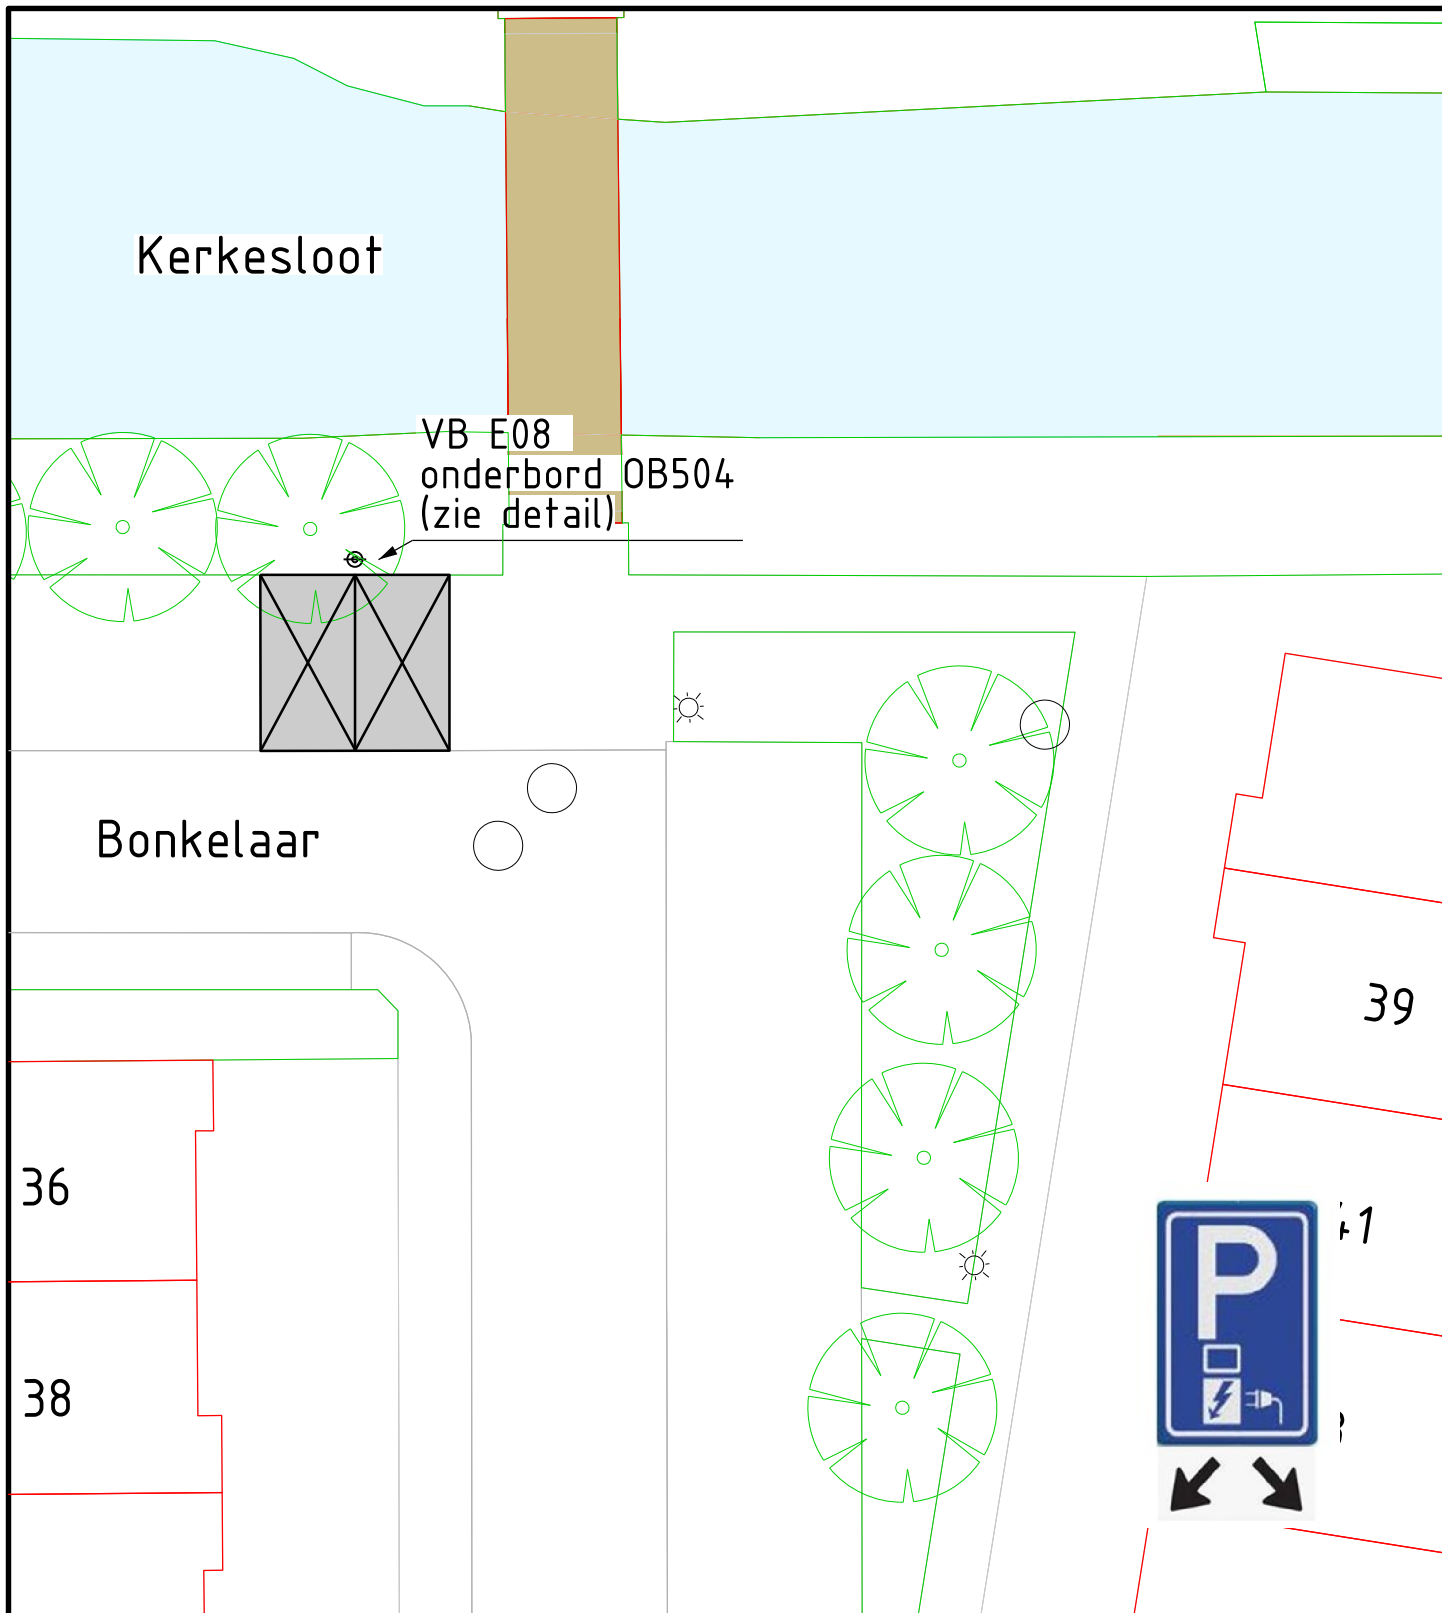 Kerkesloot
VB E08
onderbord OB504
(zie detail)
Bonkelaar
39
36
38
P